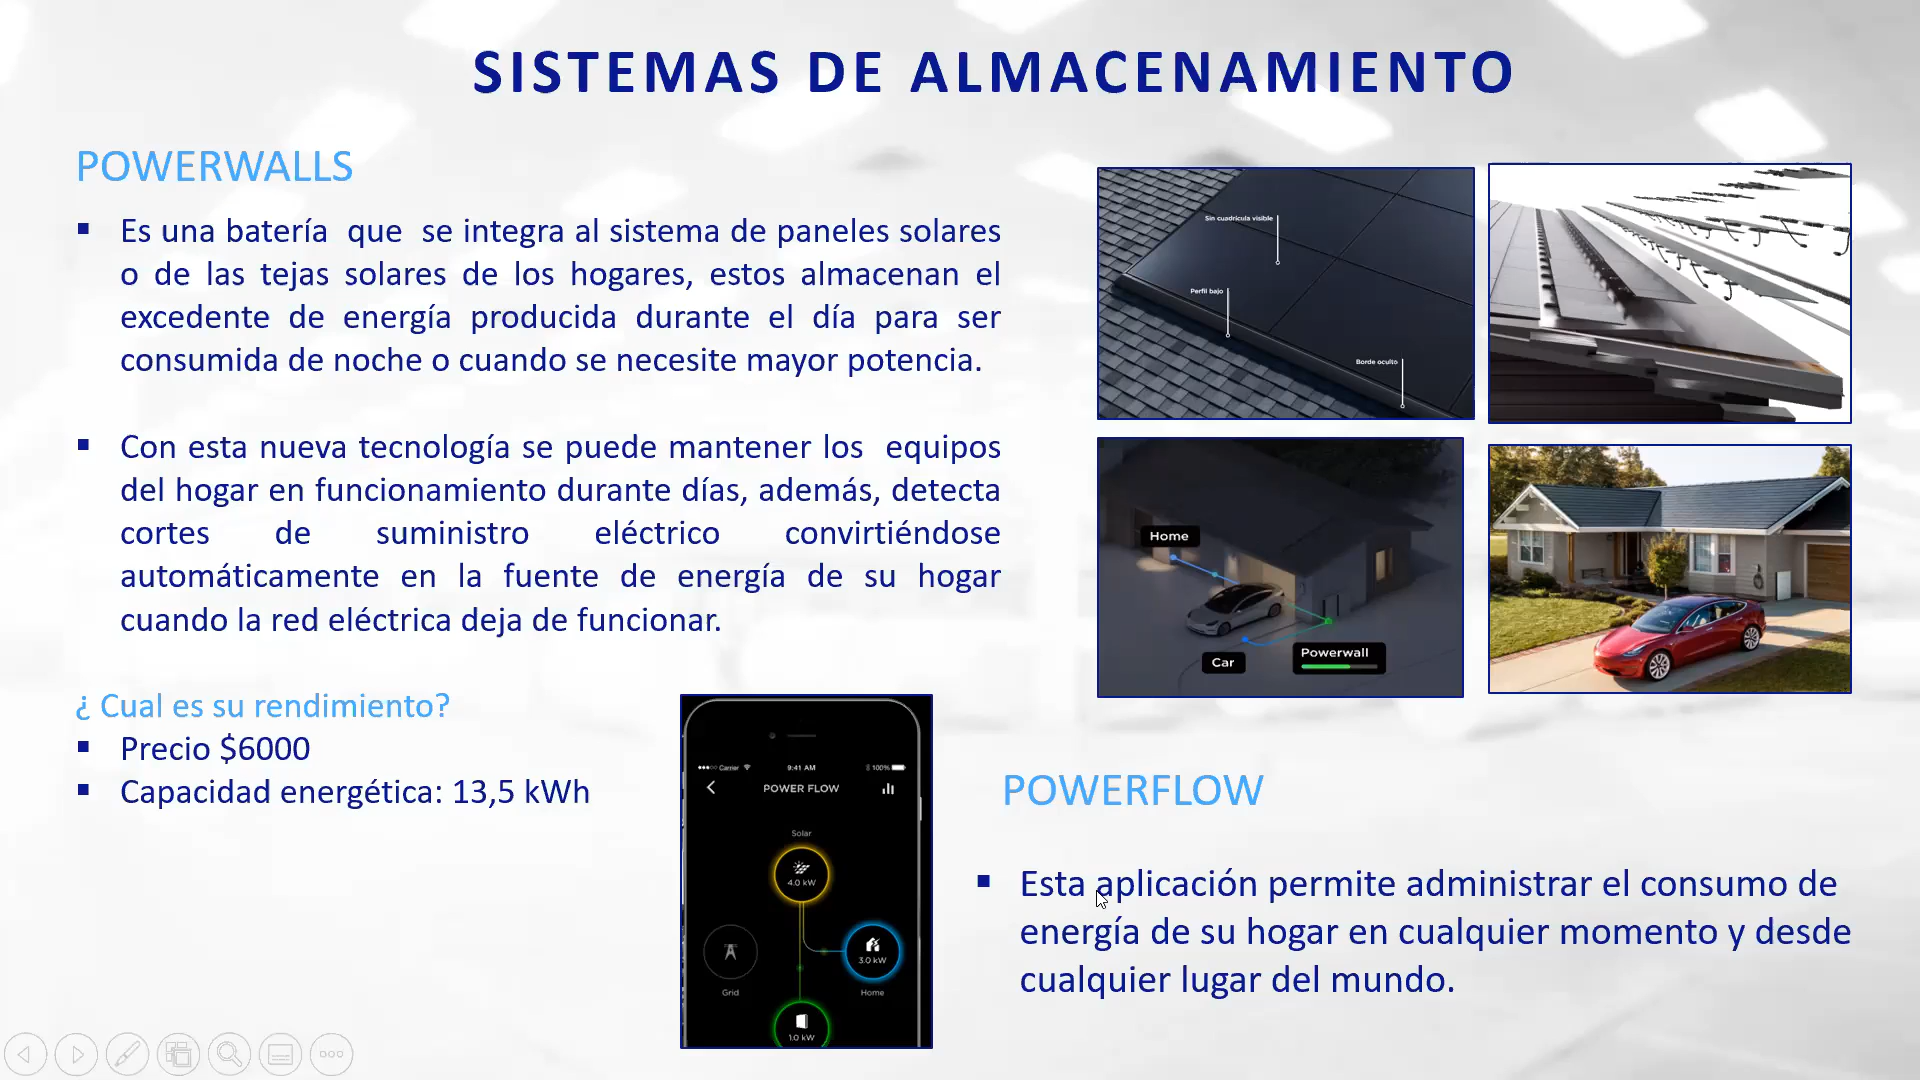 SISTEMAS DE ALMACENAMIENTO
POWERWALLS
▪ Es una batería que se integra al sistema de paneles solares
o de las tejas solares de los hogares, estos almacenan el
excedente de energía producida durante el día para ser
consumida de noche o cuando se necesite mayor potencia.
▪ Con esta nueva tecnología se puede mantener los equipos
del hogar en funcionamiento durante días, además, detecta
cortes de suministro eléctrico convirtiéndose
automáticamente en la fuente de energía de su hogar
cuando la red eléctrica deja de funcionar.
¿ Cual es su rendimiento?
▪ Precio $6000
▪ Capacidad energética: 13,5 kWh
Carrier 9:41 AM 100%
POWER FLOW
Solar
4.0 kW
3.0 kW
Grid Home
1.0 kW
Sin cuadrícula visible
Perfil bajo
Borde oculto
Home
Car
Powerwall
POWERFLOW
▪ Esta aplicación permite administrar el consumo de
energía de su hogar en cualquier momento y desde
cualquier lugar del mundo.